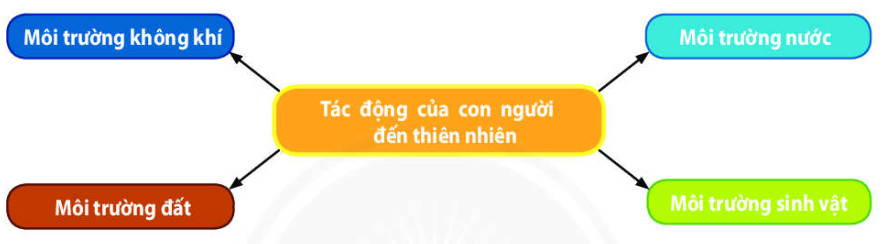 Môi trường không khí
Môi trường nước
Tác động của con người
đến thiên nhiên
Môi trường đất
Môi trường sinh vật